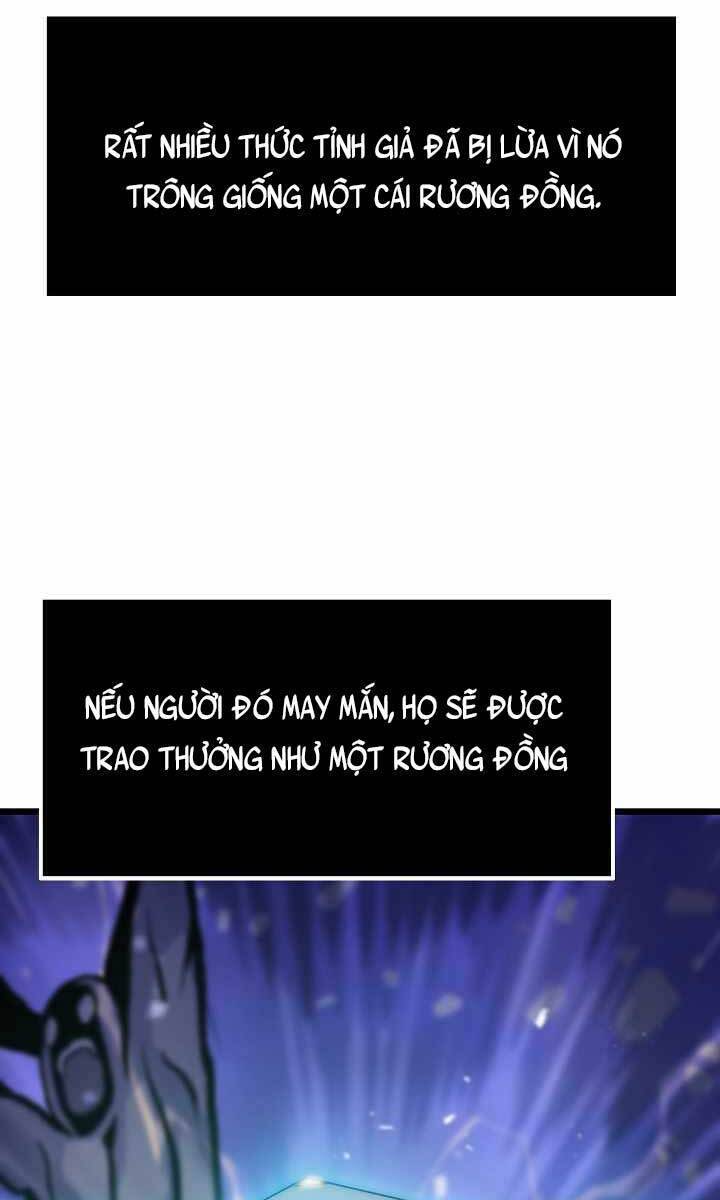 RẤT NHIỀU THỨC TỈNH GIẢ ĐÃ BỊ LỪA VÌ NÓ
TRÔNG GIỐNG MỘT CÁI RƯƠNG ĐỒNG.
NẾU NGƯỜI ĐÓ MAY MẮN, HỌ SẼ ĐƯỢC
TRAO THƯỞNG NHƯ MỘT RƯƠNG ĐỒNG